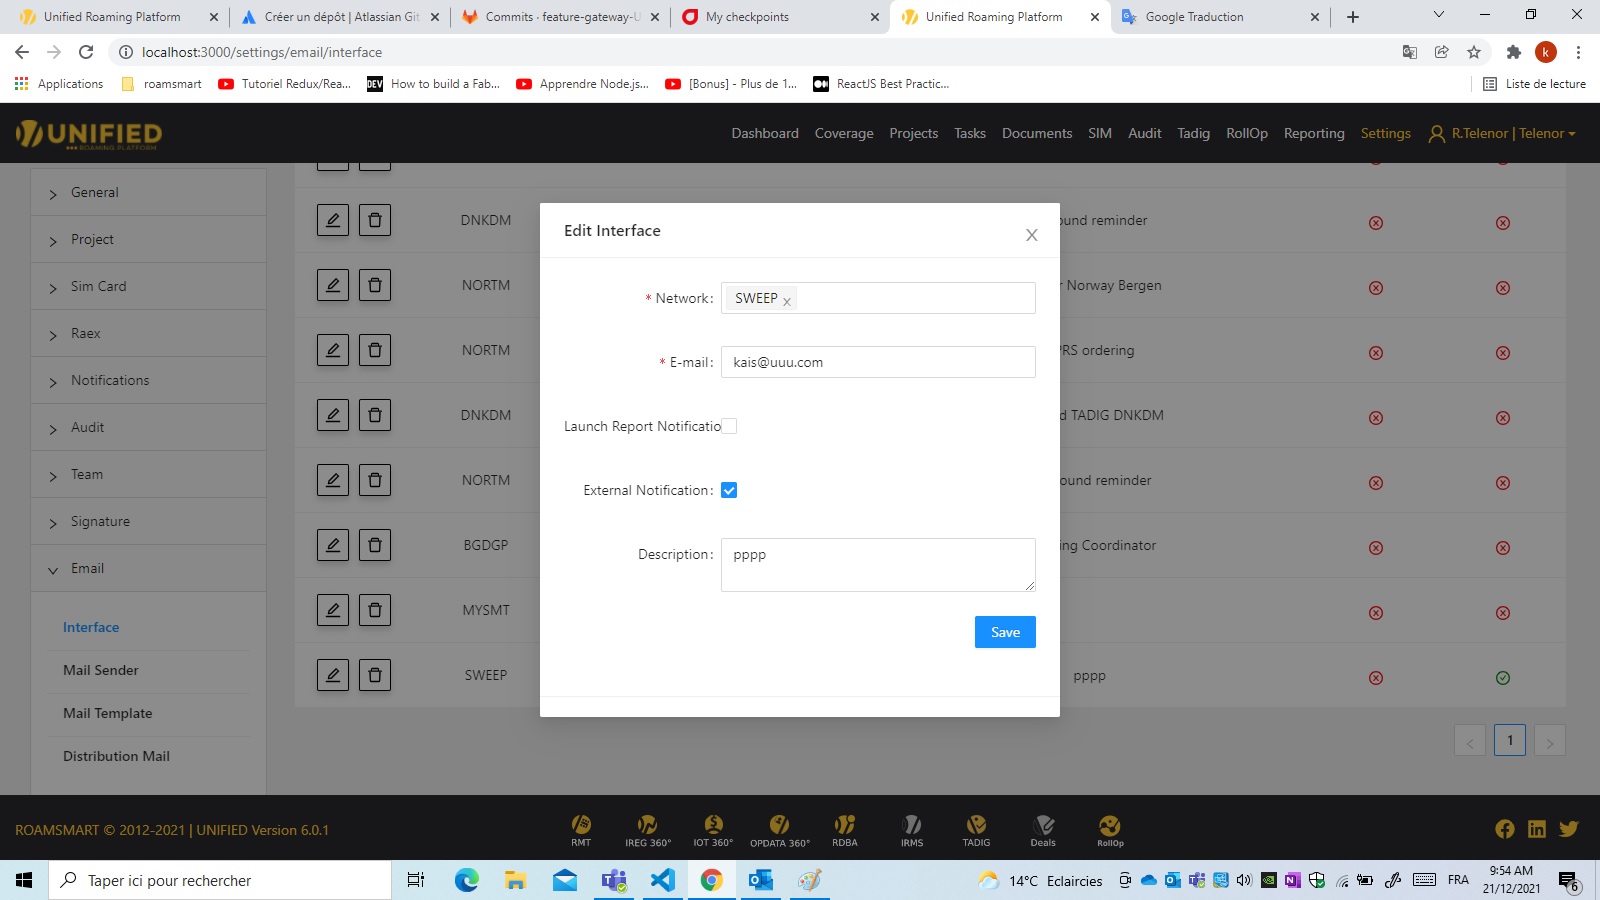 Unified Roaming Platform
Créer un dépôt | Atlassian Git
Commits · feature-gateway-U
My checkpoints
Unified Roaming Platform
Google Traduction
localhost:3000/settings/email/interface
k
Applications
roamsmart
Tutoriel Redux/Rea...
DEV
How to build a Fab...
Apprendre Node.js...
[Bonus] - Plus de 1...
ReactJS Best Practic...
Liste de lecture
UNIFIED
ROAMING PLATFORM
Dashboard
Coverage
Projects
Tasks
Documents
SIM
Audit
Tadig
RollOp
Reporting
Settings
R.Telenor | Telenor
General
Project
Sim Card
Raex
Notifications
Audit
Team
Signature
Email
Interface
Mail Sender
Mail Template
Distribution Mail
DNKDM
ound reminder
NORTM
r Norway Bergen
NORTM
PRS ordering
DNKDM
d TADIG DNKDM
NORTM
ound reminder
BGDGP
ing Coordinator
MYSMT
SWEEP
pppp
Edit Interface
* Network:
SWEEP
* E-mail:
kais@uuu.com
Launch Report Notificatio
External Notification:
Description:
pppp
Save
< 1 >
ROAMSMART © 2012-2021 | UNIFIED Version 6.0.1
RMT
IREG 360°
IOT 360°
OPDATA 360°
RDBA
IRMS
TADIG
Deals
RollOp
Taper ici pour rechercher
14°C Eclaircies
FRA
9:54 AM
21/12/2021
6